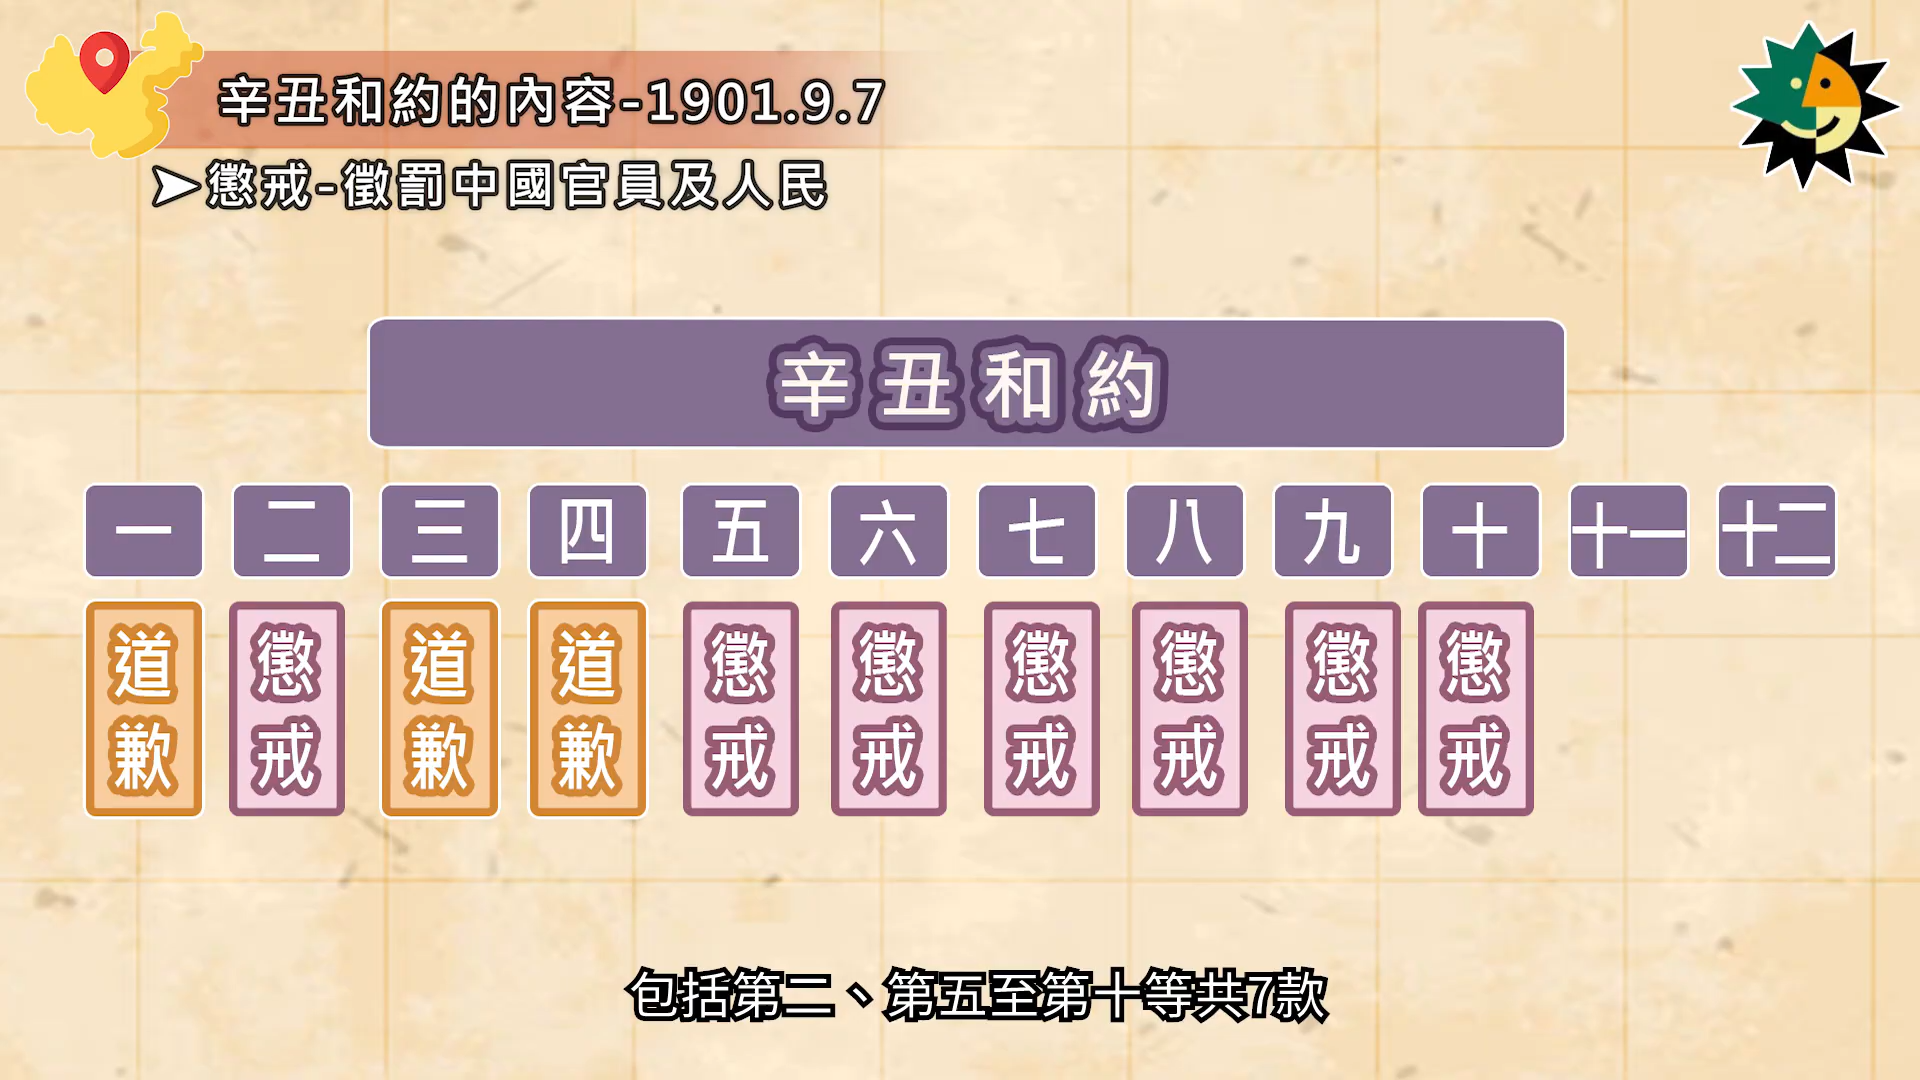 辛丑和約的內容-1901.9.7
➤懲戒-徵罰中國官員及人民
辛丑和約
一 二 三 四 五 六 七 八 九 十 十一 十二
道歉 懲戒 道歉 道歉 懲戒 懲戒 懲戒 懲戒 懲戒 懲戒
包括第二、第五至第十等共7款